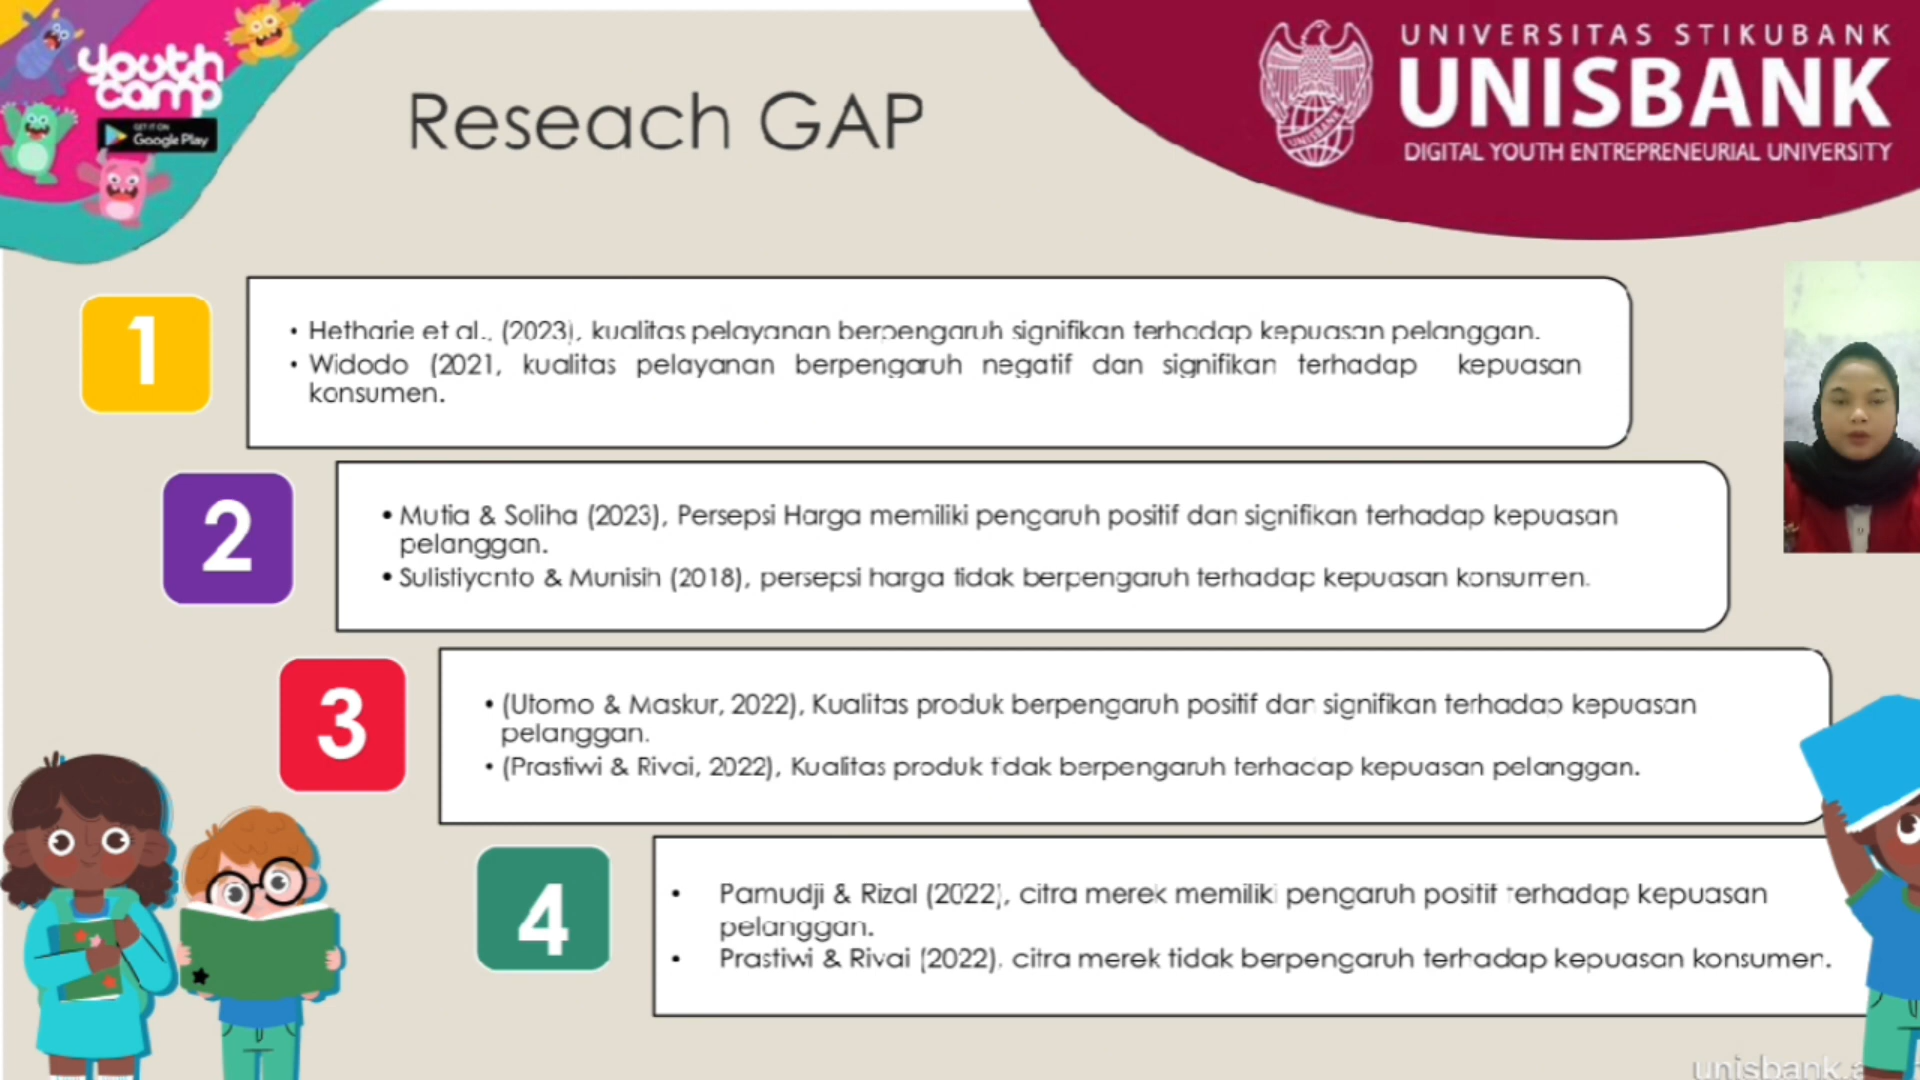 youth
camp
GET IT ON
Google Play
Reseach GAP
UNIVERSITAS STIKUBANK
UNISBANK
DIGITAL YOUTH ENTREPRENEURIAL UNIVERSITY
UNISBANK
1
• Hetharie et al., (2023), kualitas pelayanan berpengaruh signifikan terhadap kepuasan pelanggan.
• Widodo (2021, kualitas pelayanan berpengaruh negatif dan signifikan terhadap kepuasan
konsumen.
2
• Mutia & Soliha (2023), Persepsi Harga memiliki pengaruh positif dan signifikan terhadap kepuasan
pelanggan.
• Sulistiyanto & Munisih (2018), persepsi harga tidak berpengaruh terhadap kepuasan konsumen.
3
• (Utomo & Maskur, 2022), Kualitas produk berpengaruh positif dan signifikan terhadap kepuasan
pelanggan.
• (Prastiwi & Rivai, 2022), Kualitas produk tidak berpengaruh terhadap kepuasan pelanggan.
4
• Pamudji & Rizal (2022), citra merek memiliki pengaruh positif terhadap kepuasan
pelanggan.
• Prastiwi & Rivai (2022), citra merek tidak berpengaruh terhadap kepuasan konsumen.
unisbank.a